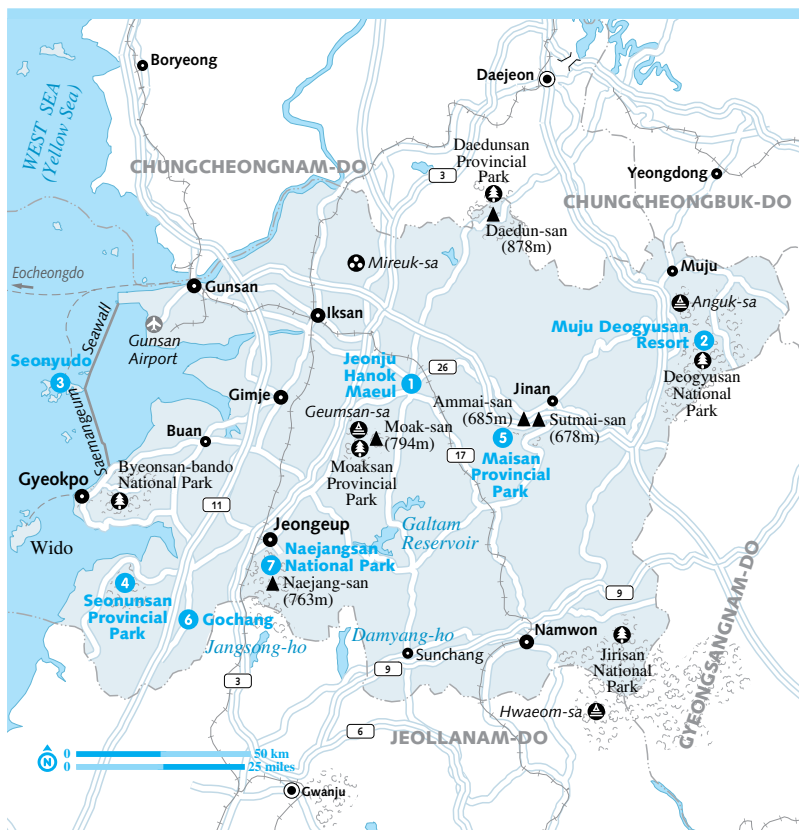 Boryeong
Daejeon
WEST SEA
(Yellow Sea)
Daedunsan
Provincial
Park
CHUNGCHEONGNAM-DO
3
Yeongdong
CHUNGCHEONGBUK-DO
Daedun-san
(878m)
Mireuk-sa
Muju
Eocheongdo
Gunsan
Anguk-sa
Iksan
Seawall
Gunsan
Airport
Muju Deogyusan
Resort
2
Seonyudo
3
Jeonju
Hanok
Maeul
1
26
Deogyusan
National
Park
Jinan
Gimje
Ammai-san
(685m)
Sutmai-san
(678m)
Geumsan-sa
Moak-san
(794m)
Saemangeum
Buan
5
Maisan
Provincial
Park
17
Byeonsan-bando
National Park
Moaksan
Provincial
Park
Gyeokpo
11
Galtam
Reservoir
Jeongeup
Wido
Naejangsan
National Park
7
Naejang-san
(763m)
4
Seonunsan
Provincial
Park
6
Gochang
GYEONGSANGNAM-DO
9
Jangsong-ho
Damyang-ho
Namwon
Sunchang
Jirisan
National
Park
9
3
Hwaeom-sa
6
JEOLLANAM-DO
N
0
50 km
0
25 miles
Gwanju